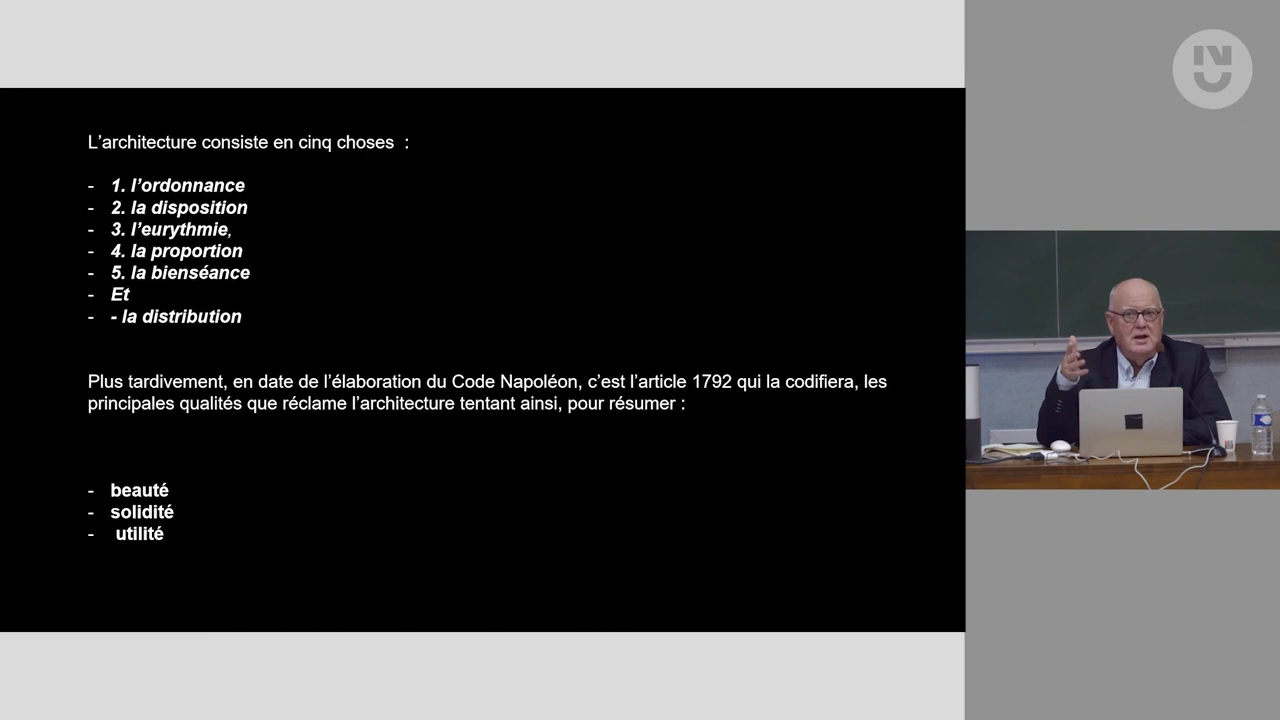 L’architecture consiste en cinq choses  :
- 1. l’ordonnance
- 2. la disposition
- 3. l’eurythmie,
- 4. la proportion
- 5. la bienséance
- Et
- - la distribution
Plus tardivement, en date de l’élaboration du Code Napoléon, c’est l’article 1792 qui la codifiera, les
principales qualités que réclame l’architecture tentant ainsi, pour résumer :
- beauté
- solidité
- utilité